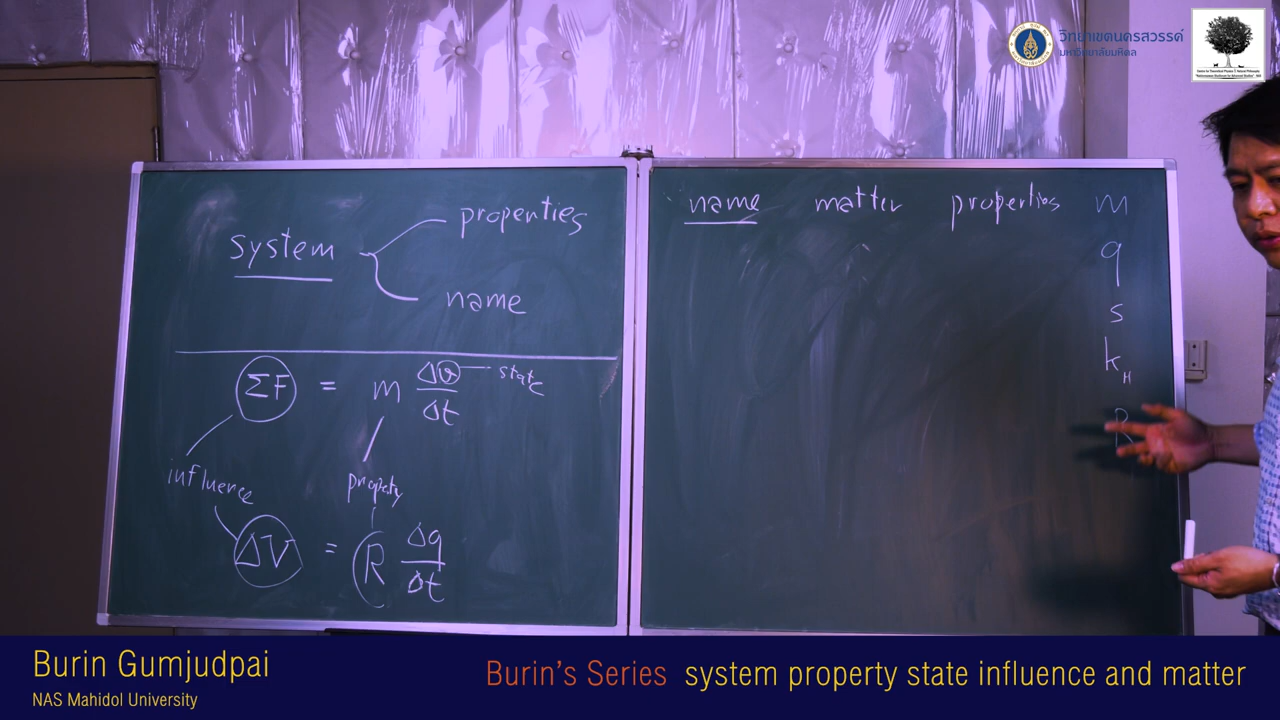 วิทยาเขตนครสวรรค์
มหาวิทยาลัยมหิดล
properties
system
name
ΣF = m Δv/Δt
state
influence
property
ΔV = R Δq/Δt
name matter properties m
q
s
k_H
R
Burin Gumjudpai
NAS Mahidol University
Burin's Series system property state influence and matter